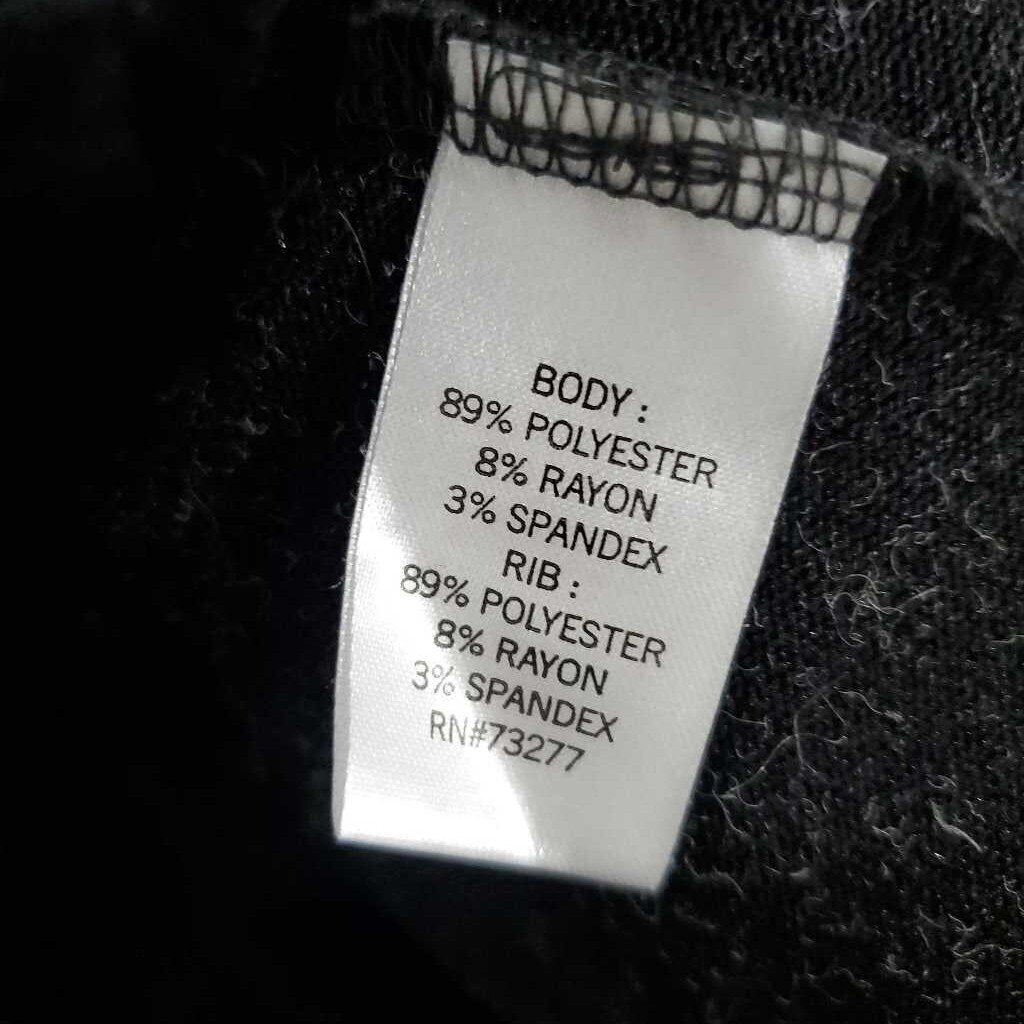 BODY :
89% POLYESTER
8% RAYON
3% SPANDEX
RIB :
89% POLYESTER
8% RAYON
3% SPANDEX
RN#73277